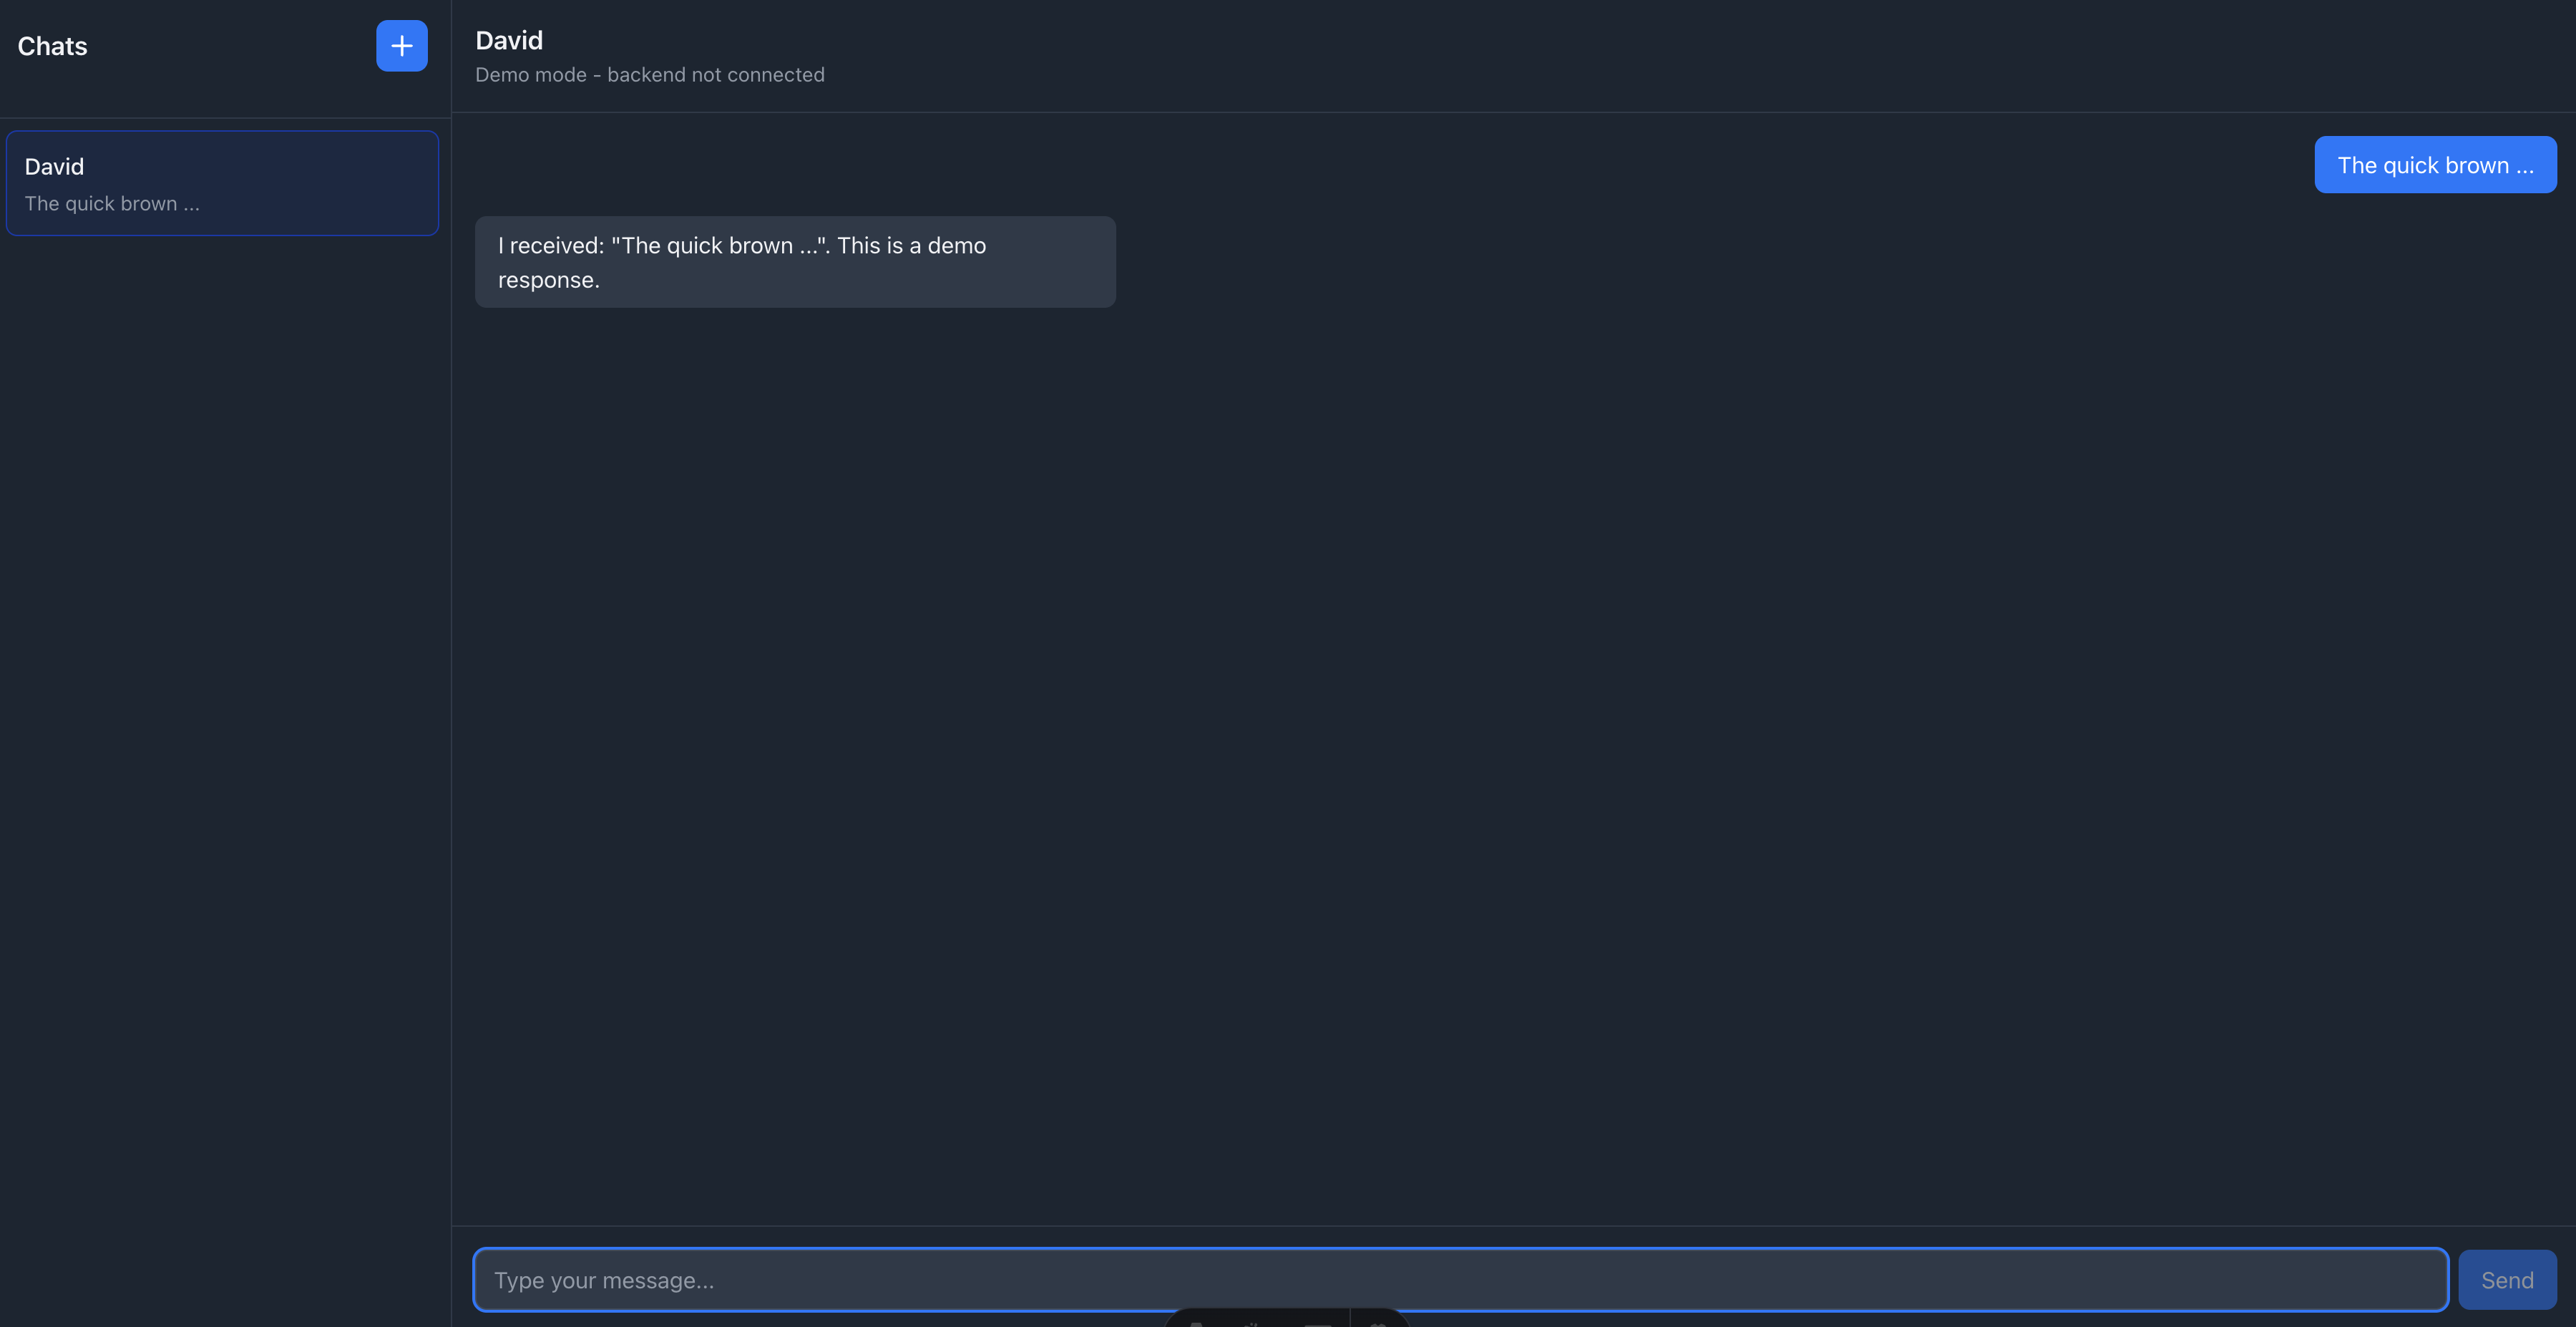 Chats
David
The quick brown ...
David
Demo mode - backend not connected
The quick brown ...
I received: "The quick brown ...". This is a demo
response.
Type your message...
Send